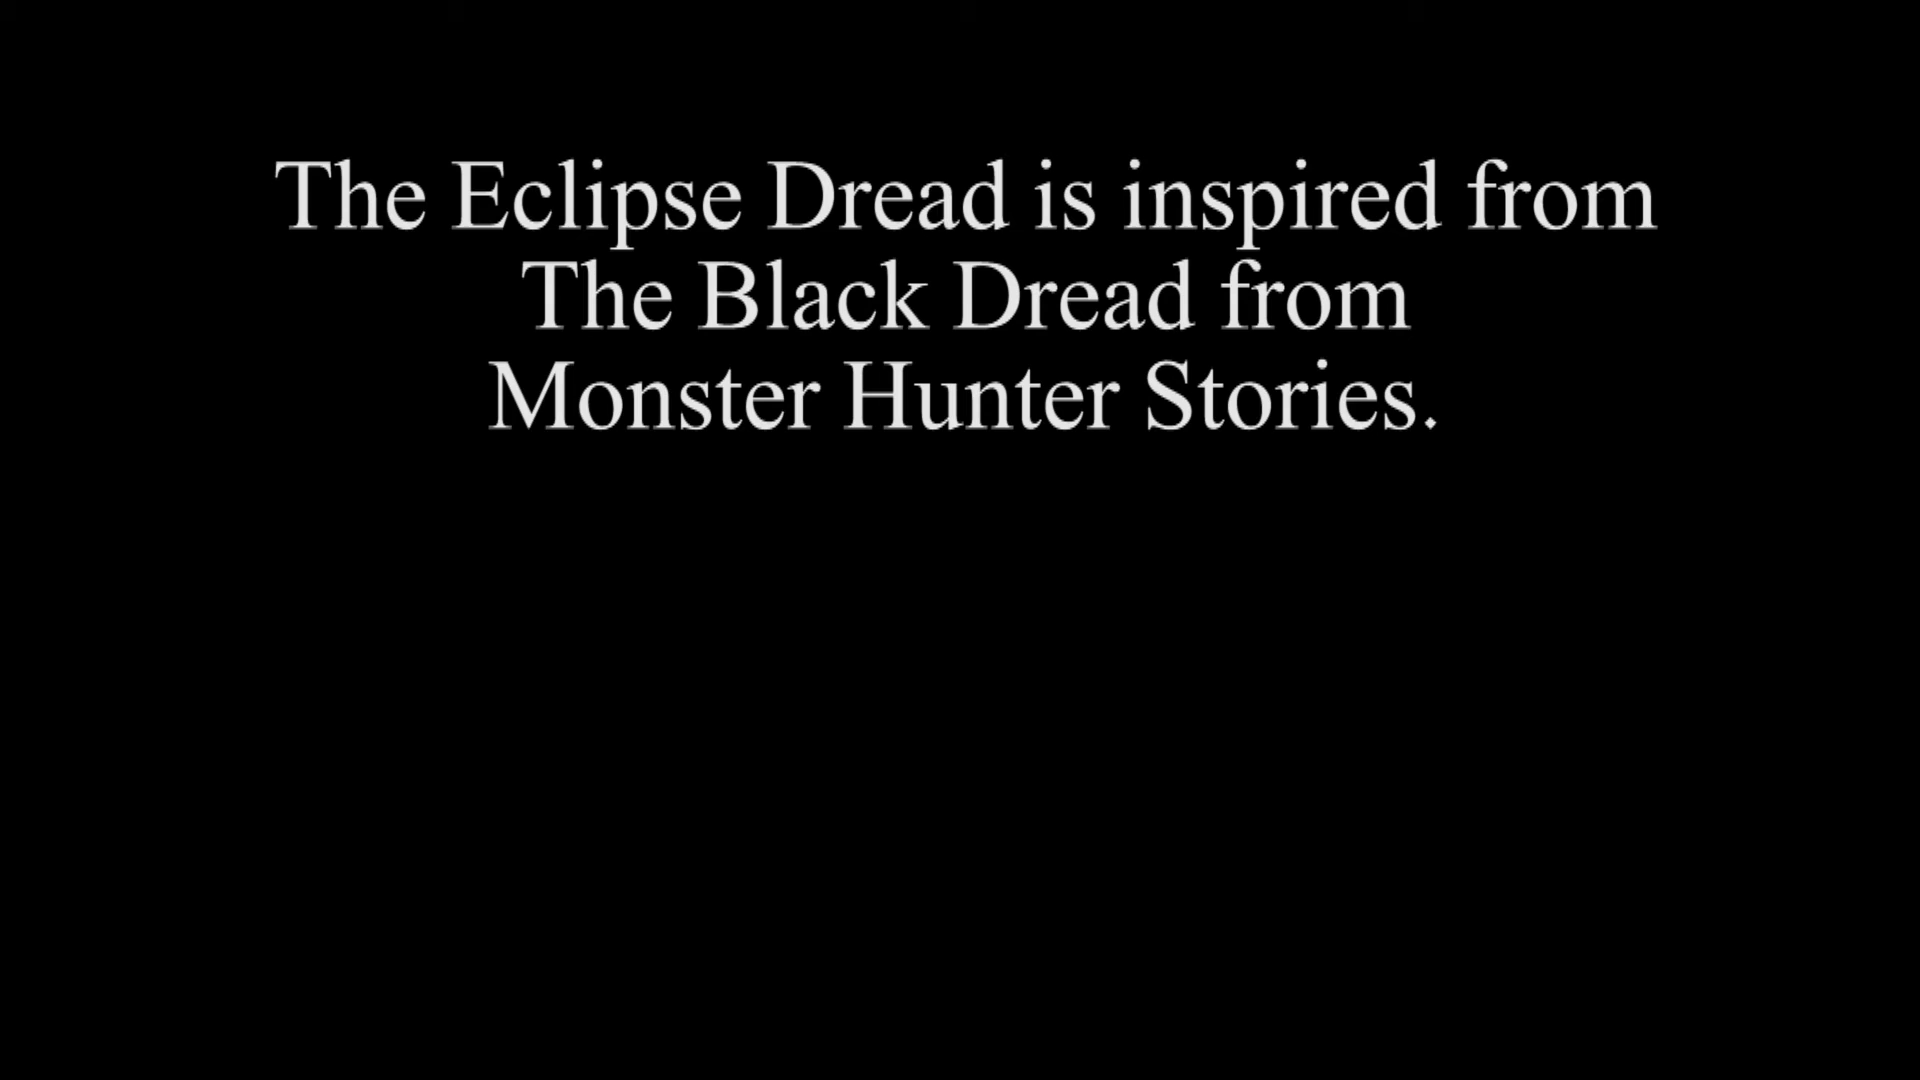 The Eclipse Dread is inspired from
The Black Dread from
Monster Hunter Stories.